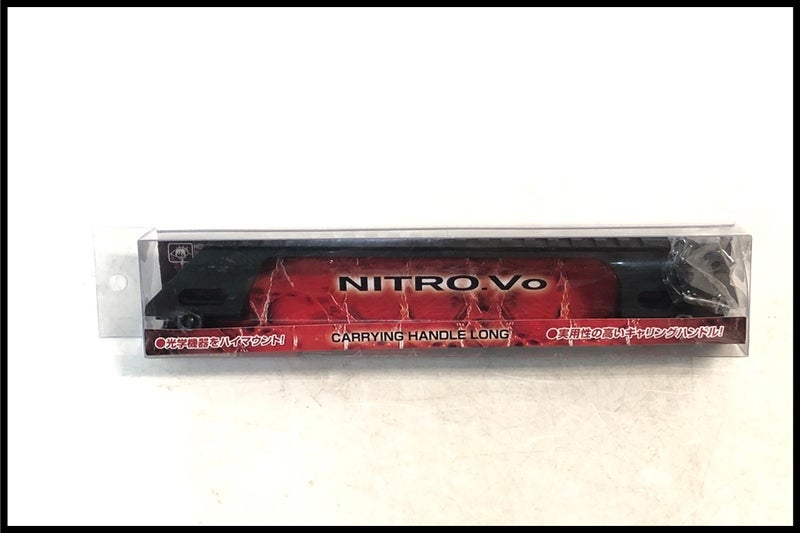 NITRO.Vo
●光学機器をハイマウント!
CARRYING HANDLE LONG
●実用性の高いキャリングハンドル!